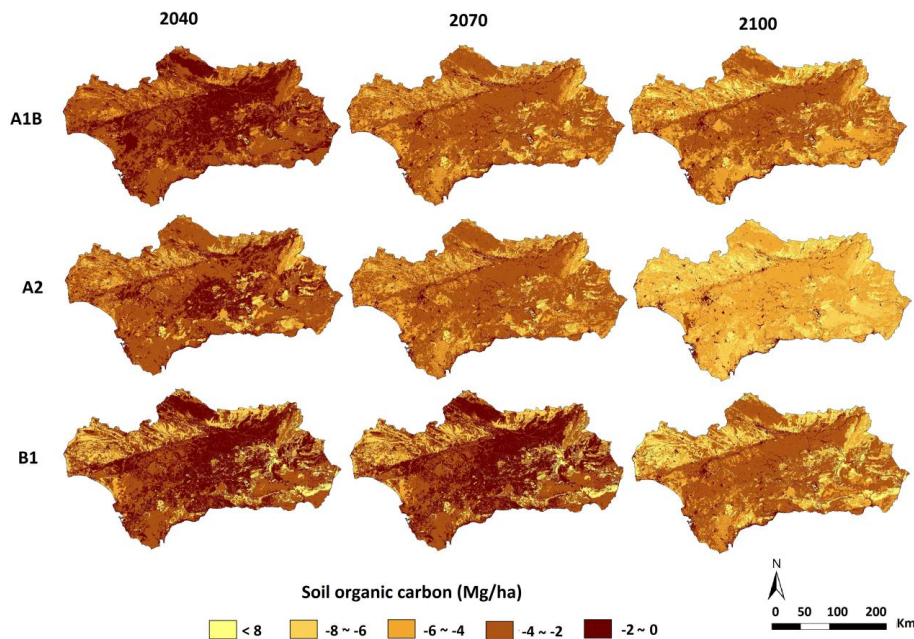 2040 2070 2100
A1B
A2
B1
N
Soil organic carbon (Mg/ha)
0 50 100 200 Km
< 8 -8 ~ -6 -6 ~ -4 -4 ~ -2 -2 ~ 0